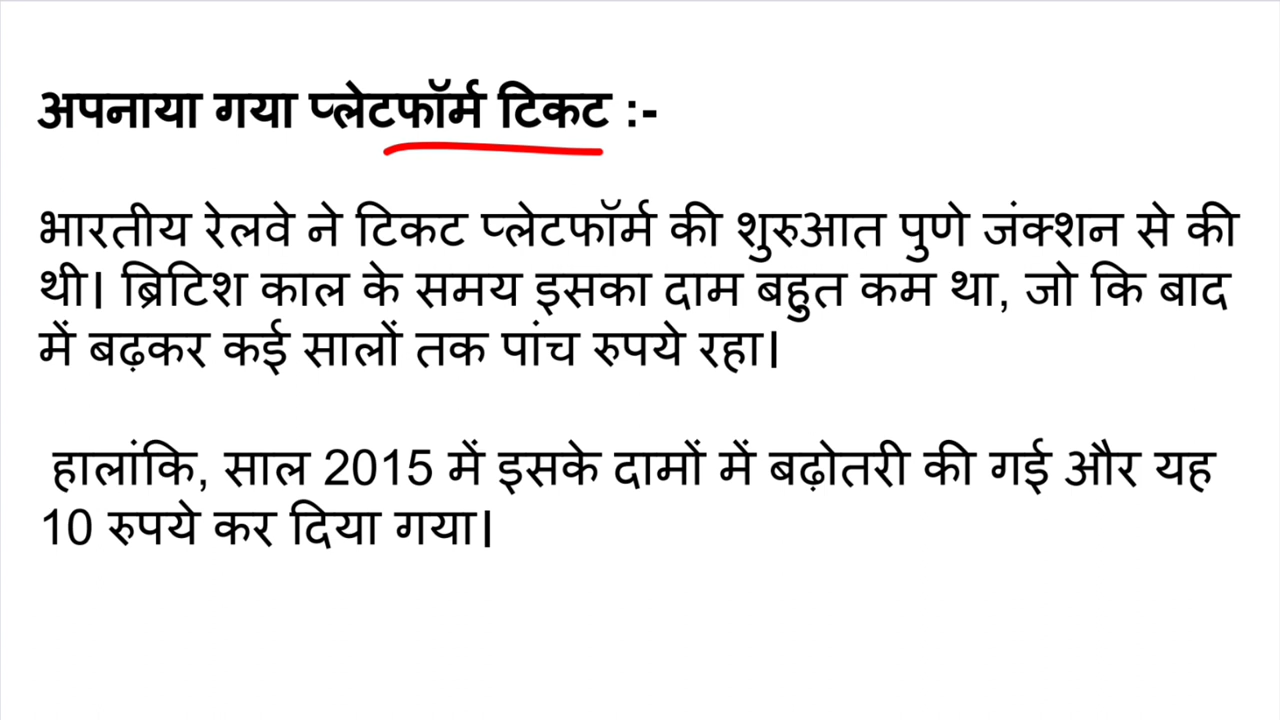 अपनाया गया प्लेटफॉर्म टिकट :-
भारतीय रेलवे ने टिकट प्लेटफॉर्म की शुरुआत पुणे जंक्शन से की
थी। ब्रिटिश काल के समय इसका दाम बहुत कम था, जो कि बाद
में बढ़कर कई सालों तक पांच रुपये रहा।
हालांकि, साल 2015 में इसके दामों में बढ़ोतरी की गई और यह
10 रुपये कर दिया गया।